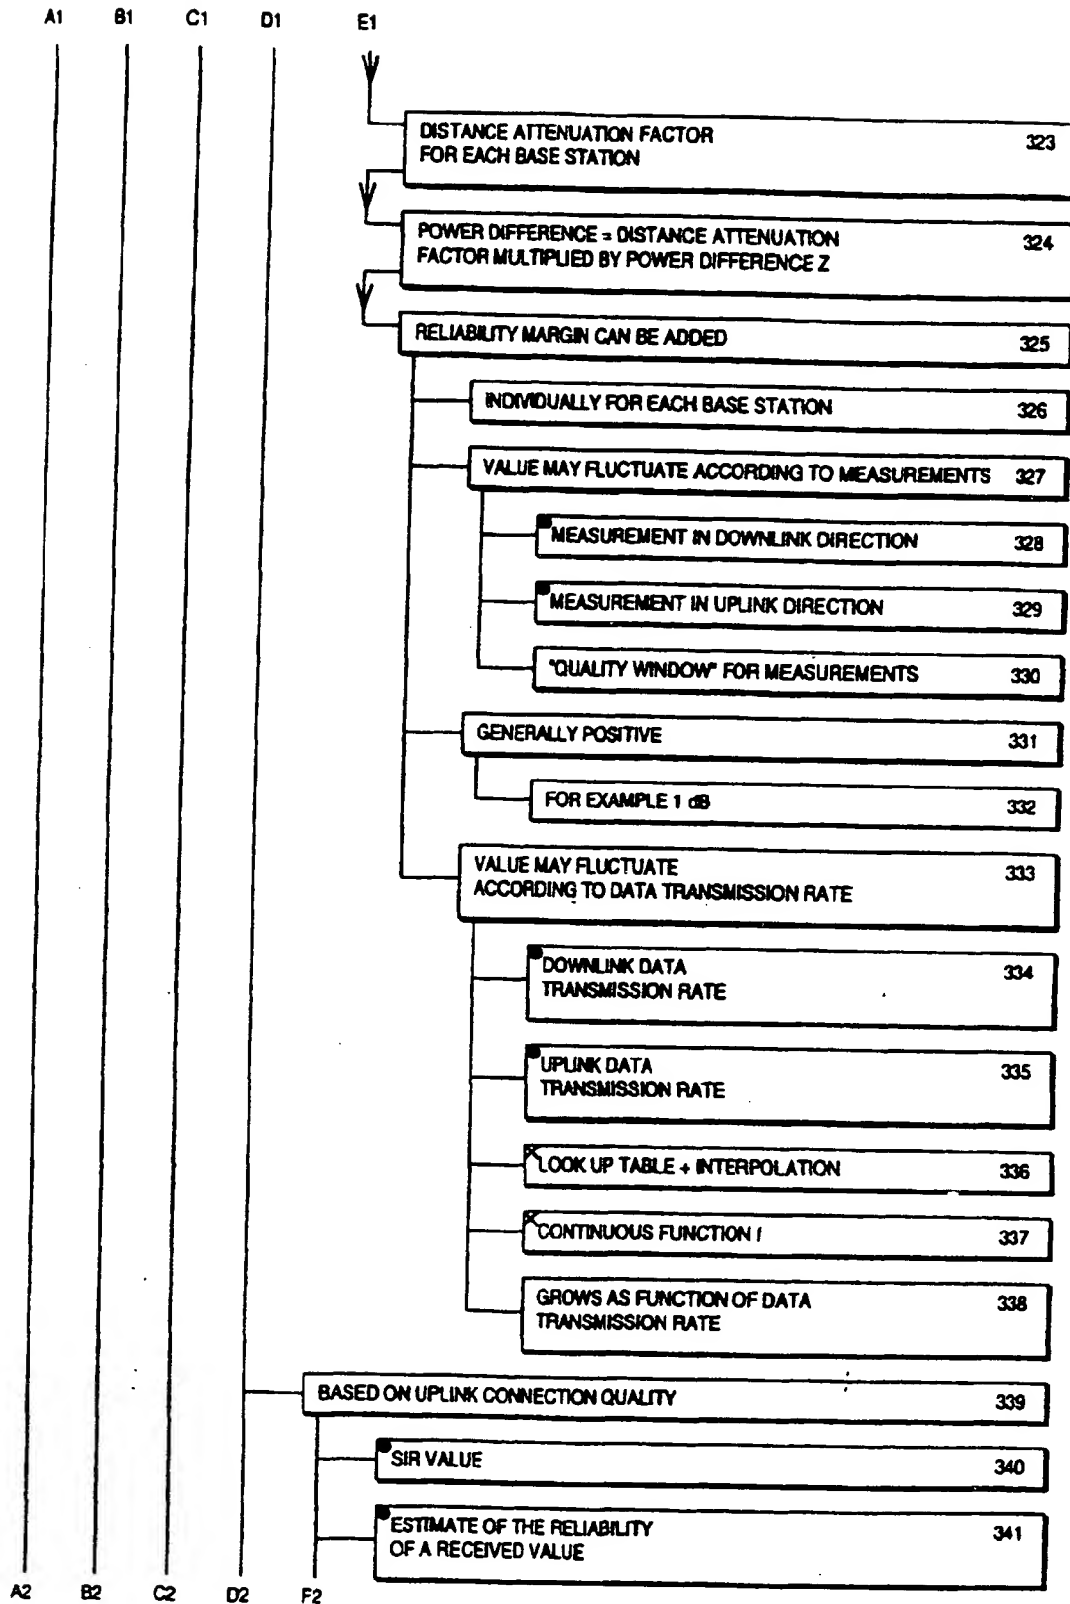 A1 B1 C1 D1 E1
DISTANCE ATTENUATION FACTOR 323
FOR EACH BASE STATION
POWER DIFFERENCE = DISTANCE ATTENUATION 324
FACTOR MULTIPLIED BY POWER DIFFERENCE Z
RELIABILITY MARGIN CAN BE ADDED 325
INDIVIDUALLY FOR EACH BASE STATION 326
VALUE MAY FLUCTUATE ACCORDING TO MEASUREMENTS 327
MEASUREMENT IN DOWNLINK DIRECTION 328
MEASUREMENT IN UPLINK DIRECTION 329
"QUALITY WINDOW" FOR MEASUREMENTS 330
GENERALLY POSITIVE 331
FOR EXAMPLE 1 dB 332
VALUE MAY FLUCTUATE 333
ACCORDING TO DATA TRANSMISSION RATE
DOWNLINK DATA 334
TRANSMISSION RATE
UPLINK DATA 335
TRANSMISSION RATE
LOOK UP TABLE + INTERPOLATION 336
CONTINUOUS FUNCTION f 337
GROWS AS FUNCTION OF DATA 338
TRANSMISSION RATE
BASED ON UPLINK CONNECTION QUALITY 339
SIR VALUE 340
ESTIMATE OF THE RELIABILITY 341
OF A RECEIVED VALUE
A2 B2 C2 D2 F2